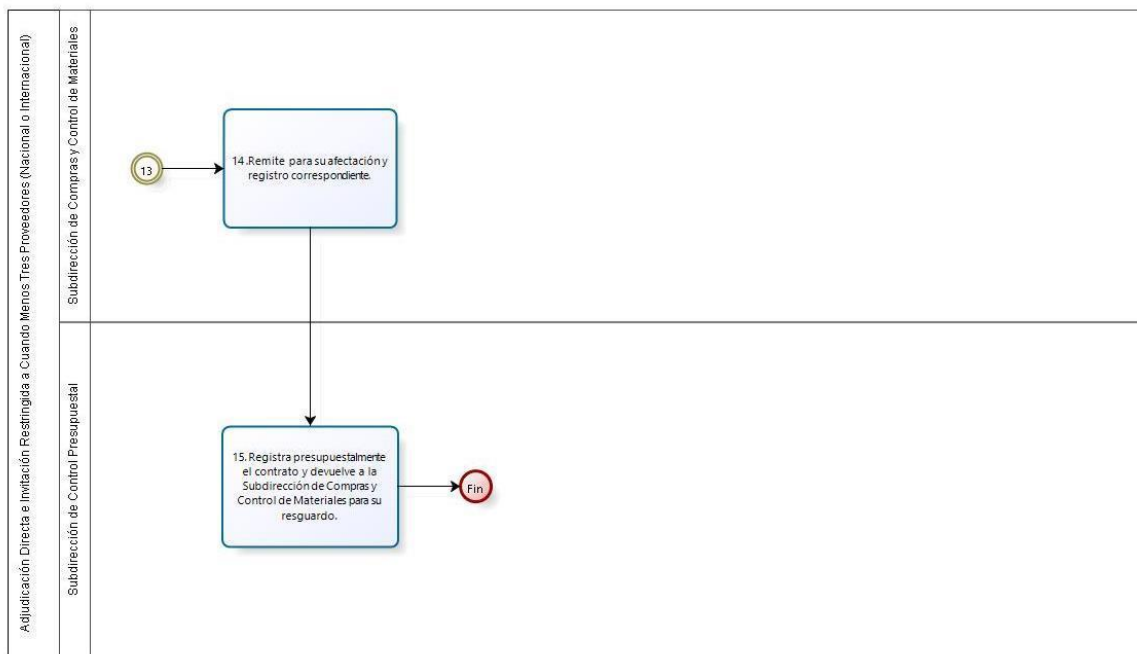 Adjudicación Directa e Invitación Restringida a Cuando Menos Tres Proveedores (Nacional o Internacional)
Subdirección de Compras y Control de Materiales
13
14.Remite para su afectación y
registro correspondiente.
Subdirección de Control Presupuestal
15. Registra presupuestalmente
el contrato y devuelve a la
Subdirección de Compras y
Control de Materiales para su
resguardo.
Fin